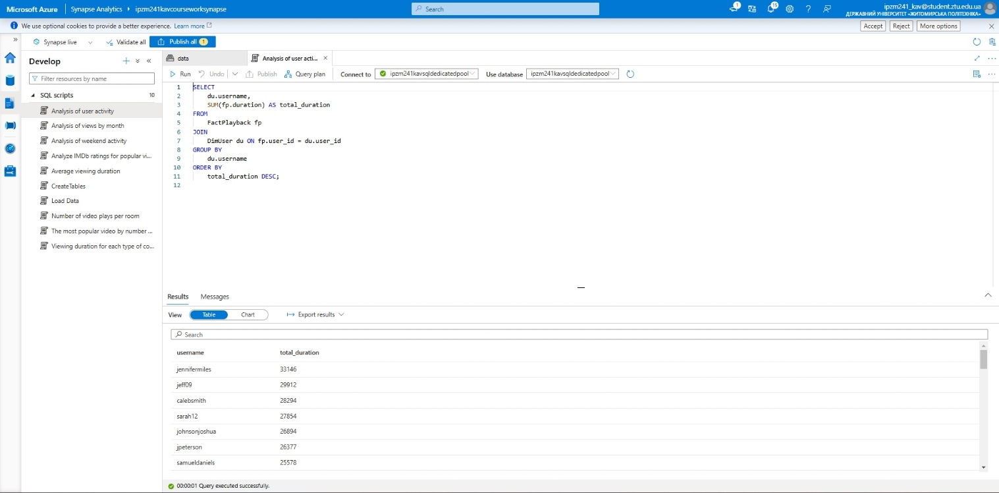 Microsoft Azure
Synapse Analytics
ipzm241kavcourseworksynapse
Search
1
15
ipzm241_kav@student.ztu.edu.ua
ДЕРЖАВНИЙ УНІВЕРСИТЕТ «ЖИТОМИРСЬКА ПОЛІТЕХНІКА»
We use optional cookies to provide a better experience. Learn more
Accept
Reject
More options
Synapse live
Validate all
Publish all 1
Develop
Filter resources by name
SQL scripts 10
Analysis of user activity
Analysis of views by month
Analysis of weekend activity
Analyze IMDb ratings for popular vi...
Average viewing duration
CreateTables
Load Data
Number of video plays per room
The most popular video by number ...
Viewing duration for each type of co...
data
Analysis of user acti...
Run
Undo
Publish
Query plan
Connect to
ipzm241kavsqldedicatedpool
Use database
ipzm241kavsqldedicatedpool
1 SELECT
2 du.username,
3 SUM(fp.duration) AS total_duration
4 FROM
5 FactPlayback fp
6 JOIN
7 DimUser du ON fp.user_id = du.user_id
8 GROUP BY
9 du.username
10 ORDER BY
11 total_duration DESC;
12
Results
Messages
View
Table
Chart
Export results
Search
username total_duration
jennifermiles 33146
jeff09 29912
calebsmith 28294
sarah12 27854
johnsonjoshua 26894
jpeterson 26377
samueldaniels 25578
00:00:01 Query executed successfully.